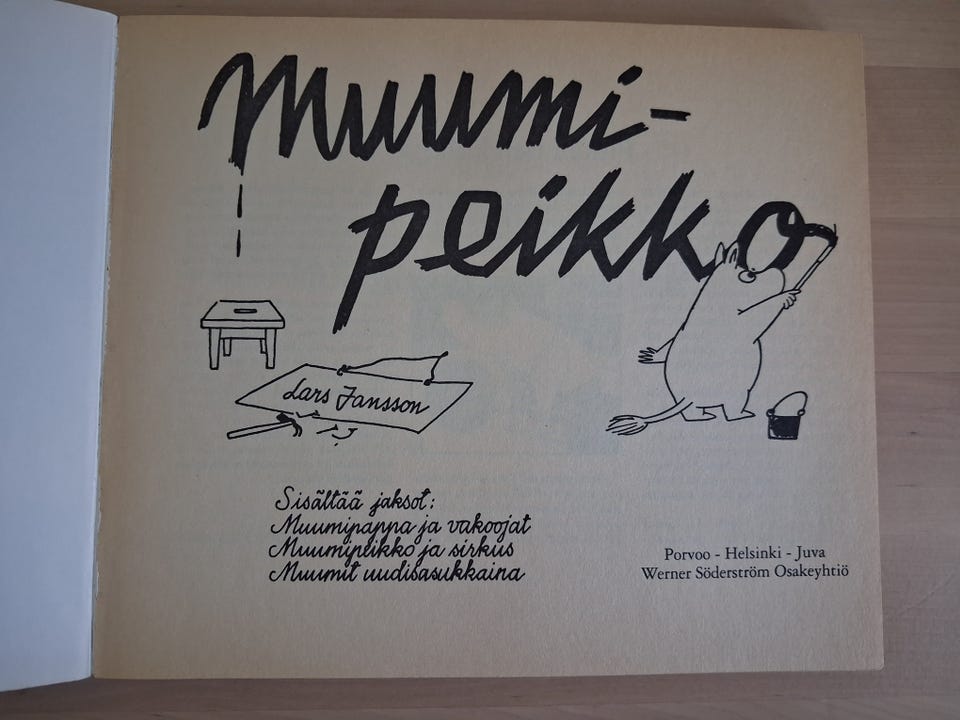 Muumi-
peikko
Lars Jansson
Sisältää jaksot:
Muumipappa ja vakoojat
Muumipeikko ja sirkus
Muumit uudisasukkaina
Porvoo - Helsinki - Juva
Werner Söderström Osakeyhtiö